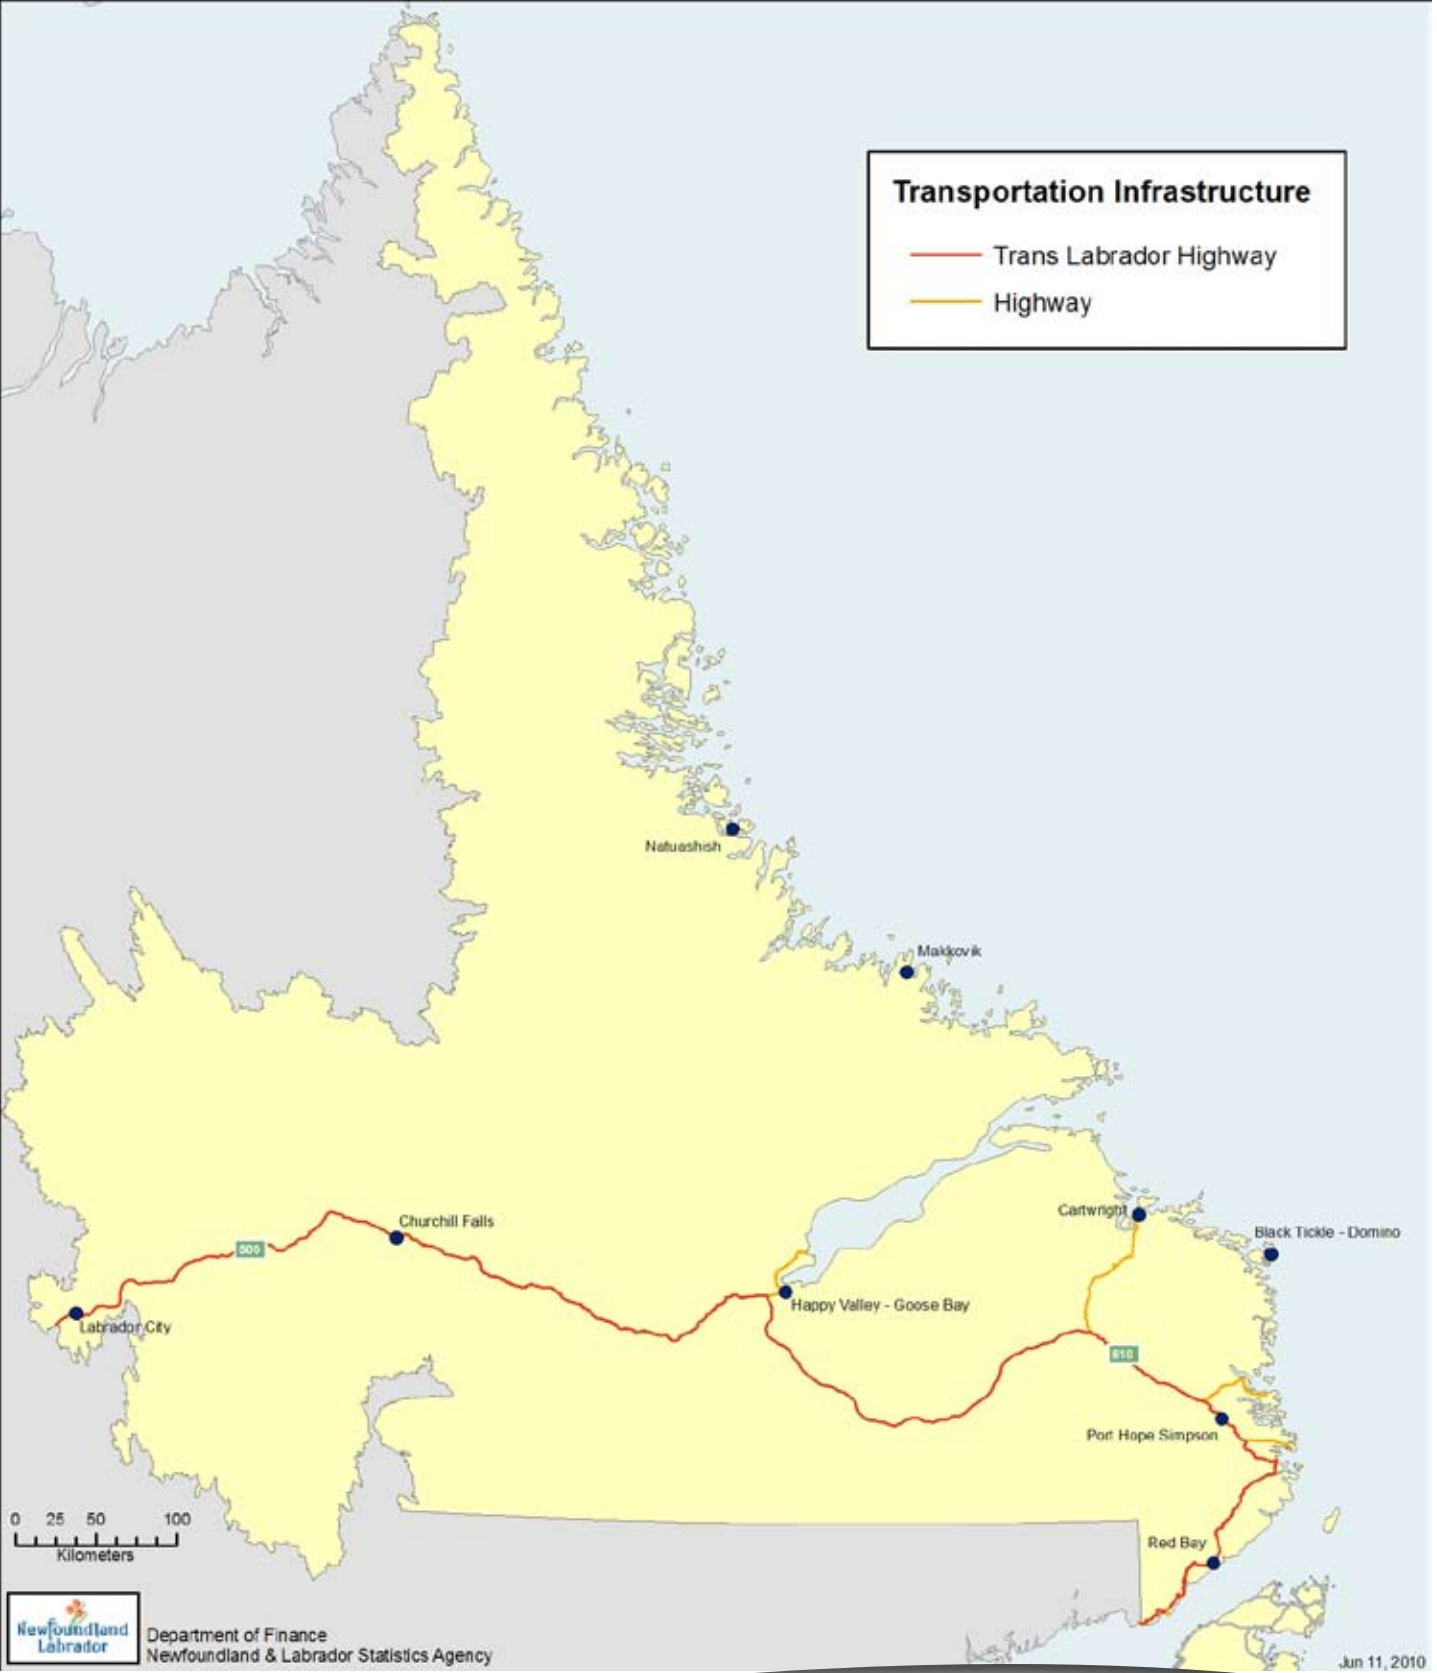 Transportation Infrastructure
Trans Labrador Highway
Highway
Natuashish
Makkovik
Cartwright
Black Tickle - Domino
Churchill Falls
500
Happy Valley - Goose Bay
Labrador City
510
Port Hope Simpson
Red Bay
0 25 50 100
Kilometers
Newfoundland
Labrador
Department of Finance
Newfoundland & Labrador Statistics Agency
Jun 11, 2010